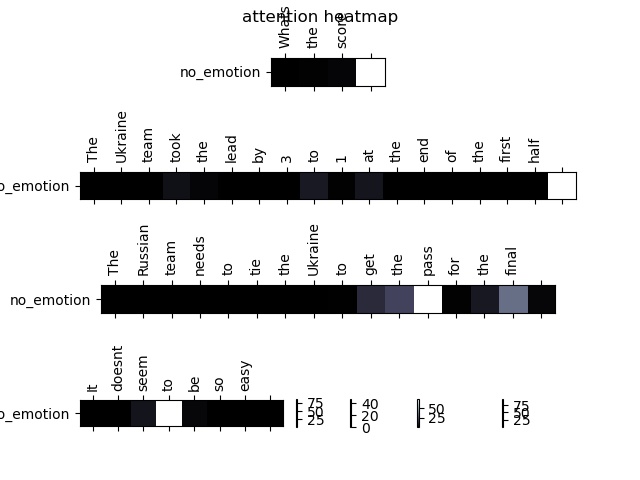 attention heatmap
Whats the score
no_emotion
The Ukraine team took the lead by 3 to 1 at the end of the first half
o_emotion
The Russian team needs to tie the Ukraine to get the pass for the final
no_emotion
It doesnt seem to be so easy
o_emotion
75 50 25
40 20 0
50 25
75 50 25